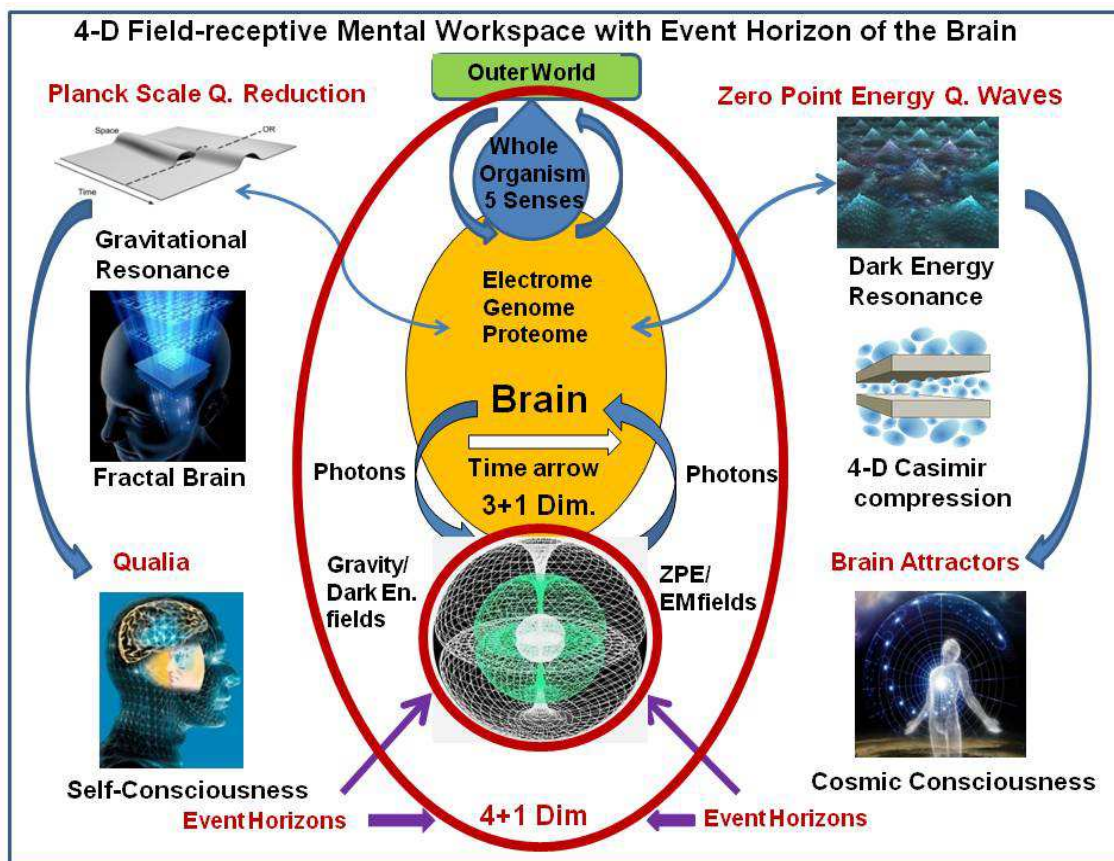 4-D Field-receptive Mental Workspace with Event Horizon of the Brain
Outer World
Planck Scale Q. Reduction
Zero Point Energy Q. Waves
Space
OR
Time
Whole
Organism
5 Senses
Gravitational
Resonance
Electrome
Genome
Proteome
Dark Energy
Resonance
Brain
Fractal Brain
Photons
Time arrow
3+1 Dim.
Photons
4-D Casimir
compression
Qualia
Gravity/
Dark En.
fields
ZPE/
EMfields
Brain Attractors
Self-Consciousness
Cosmic Consciousness
Event Horizons
4+1 Dim
Event Horizons